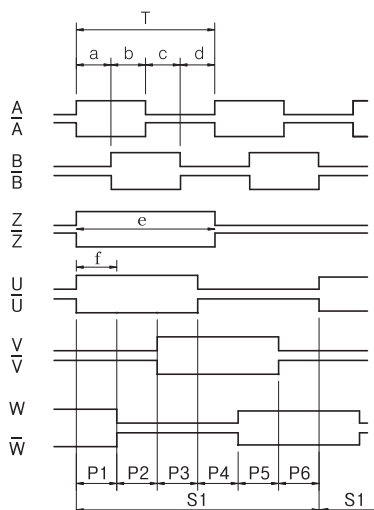 T
a b c d
A
A̅
B
B̅
Z
e
Z̅
f
U
U̅
V
V̅
W
W̅
P1 P2 P3 P4 P5 P6
S1 S1